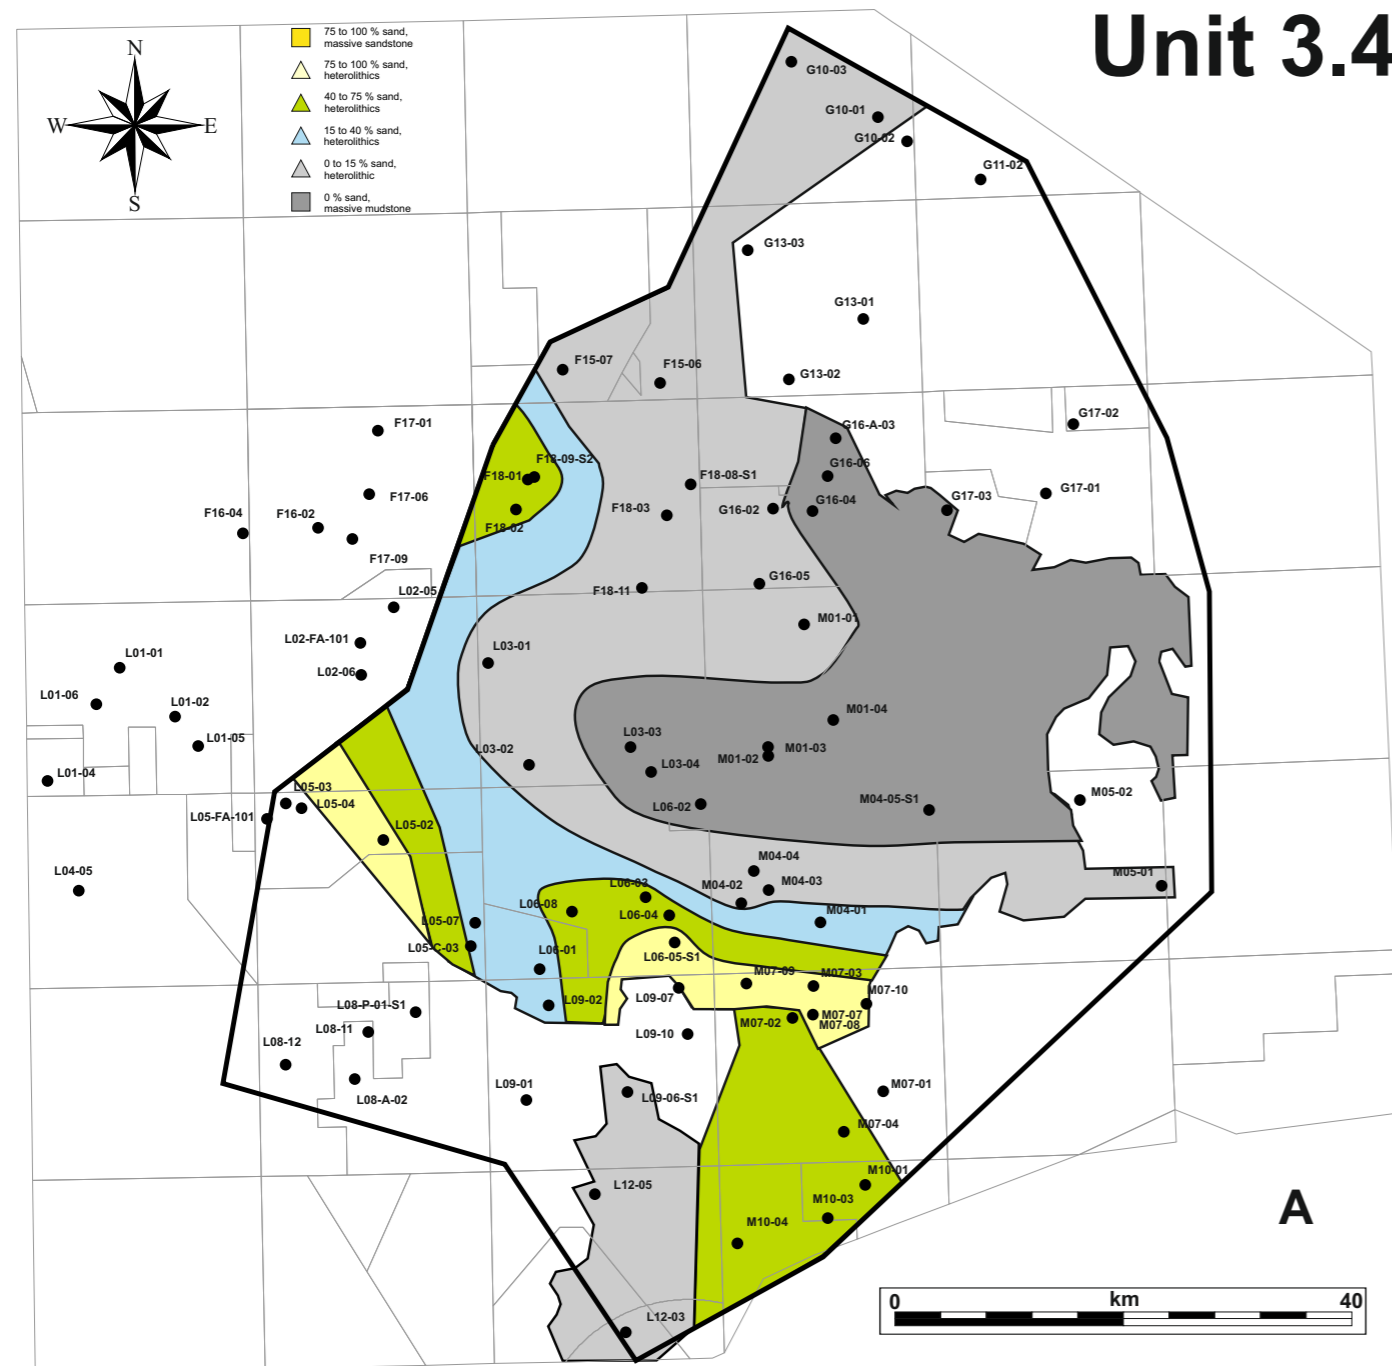 Unit 3.4
N
W
E
S
75 to 100 % sand,
massive sandstone
75 to 100 % sand,
heterolithics
40 to 75 % sand,
heterolithics
15 to 40 % sand,
heterolithics
0 to 15 % sand,
heterolithic
0 % sand,
massive mudstone
G10-03
G10-01
G10-02
G11-02
G13-03
G13-01
G13-02
F15-07
F15-06
G17-02
F17-01
G16-A-03
F18-09-S2
G16-06
F18-01
F18-08-S1
F17-06
G17-01
G17-03
G16-04
F16-04
F16-02
F18-03
G16-02
F18-02
F17-09
G16-05
F18-11
L02-05
M01-01
L02-FA-101
L03-01
L01-01
L02-06
L01-06
L01-02
M01-04
L01-05
L03-03
M01-03
L03-02
M01-02
L03-04
L01-04
L05-03
L05-04
L06-02
M04-05-S1
M05-02
L05-FA-101
L05-02
M04-04
L04-05
M05-01
L06-03
M04-02
M04-03
L06-08
L06-04
M04-01
L05-07
L05-C-03
L06-01
L06-05-S1
M07-09
M07-03
M07-10
L09-02
L09-07
L08-P-01-S1
M07-07
M07-02
M07-08
L08-11
L09-10
L08-12
L09-01
M07-01
L08-A-02
L09-06-S1
M07-04
M10-01
L12-05
M10-03
M10-04
A
L12-03
0
km
40